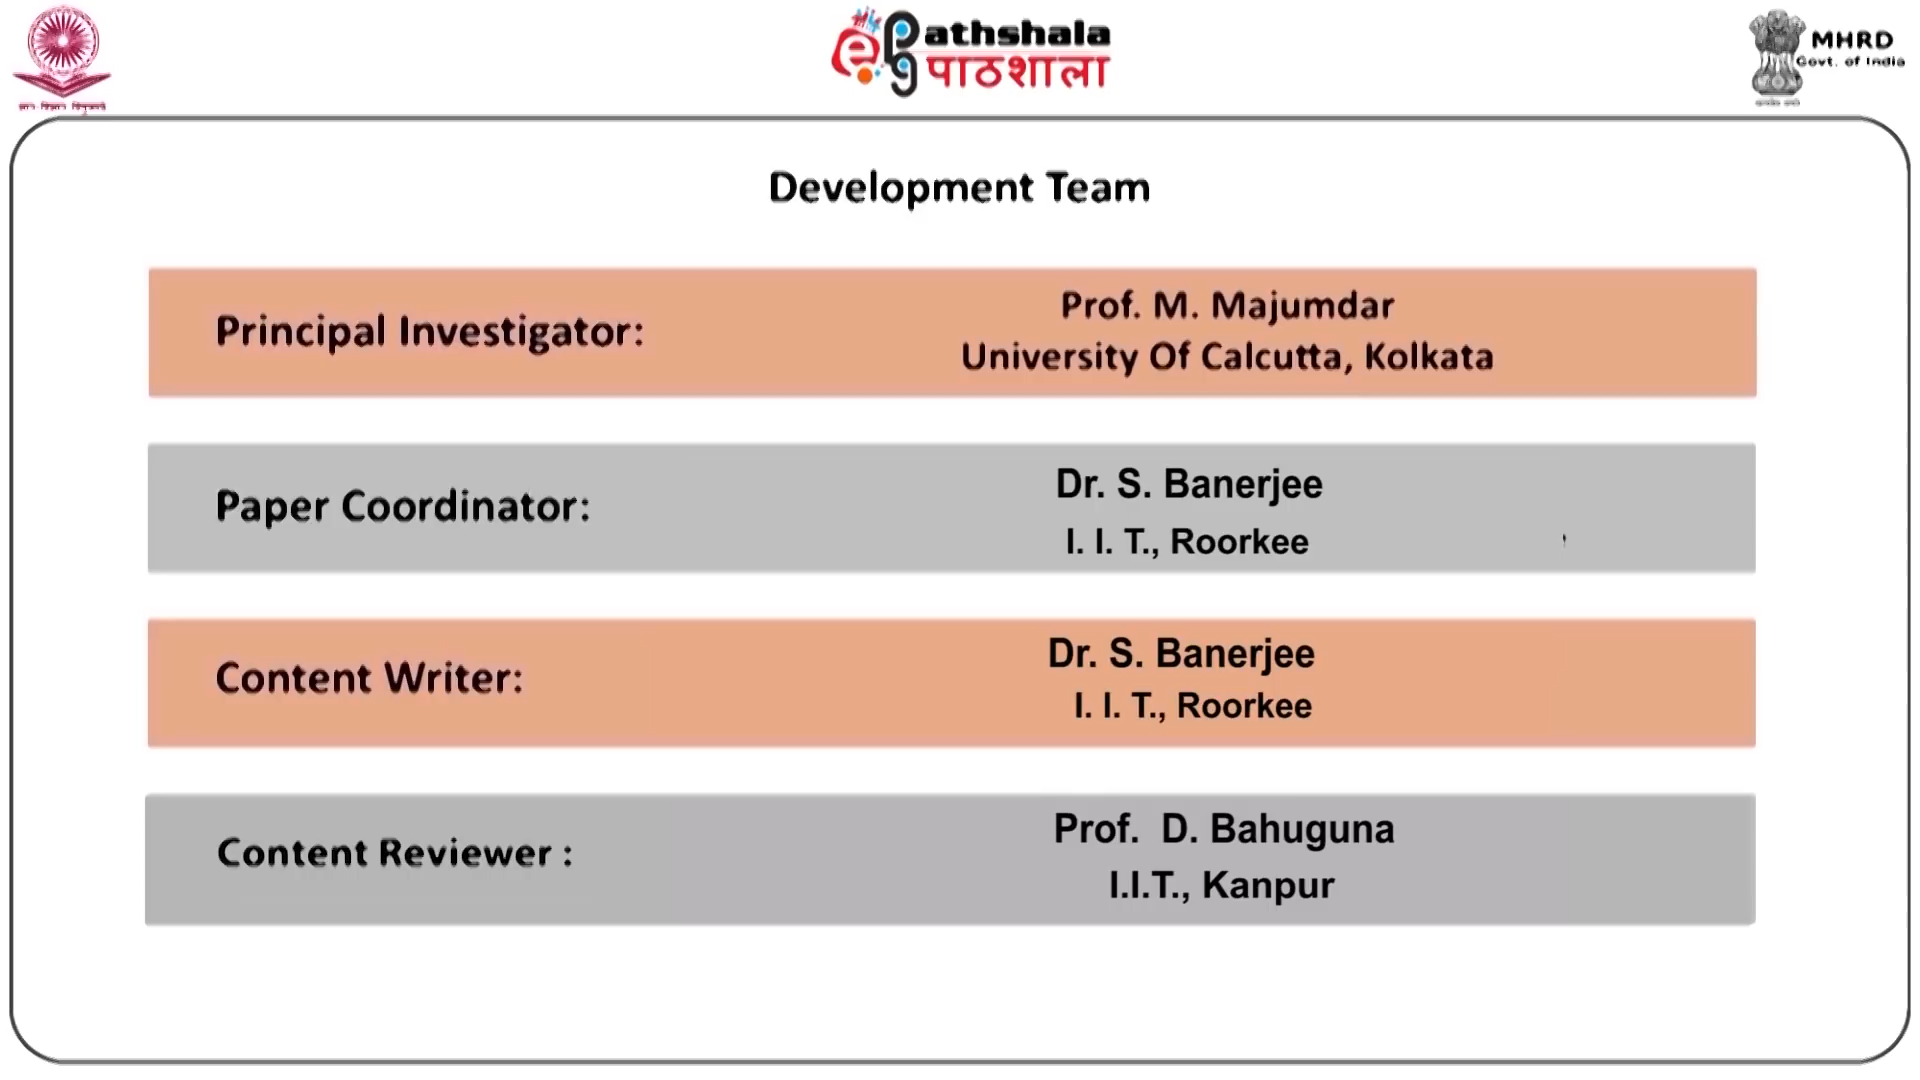 athshala
पाठशाला
MHRD
Govt. of India
Development Team
Principal Investigator:
Prof. M. Majumdar
University Of Calcutta, Kolkata
Paper Coordinator:
Dr. S. Banerjee
I. I. T., Roorkee
Content Writer:
Dr. S. Banerjee
I. I. T., Roorkee
Content Reviewer :
Prof. D. Bahuguna
I.I.T., Kanpur